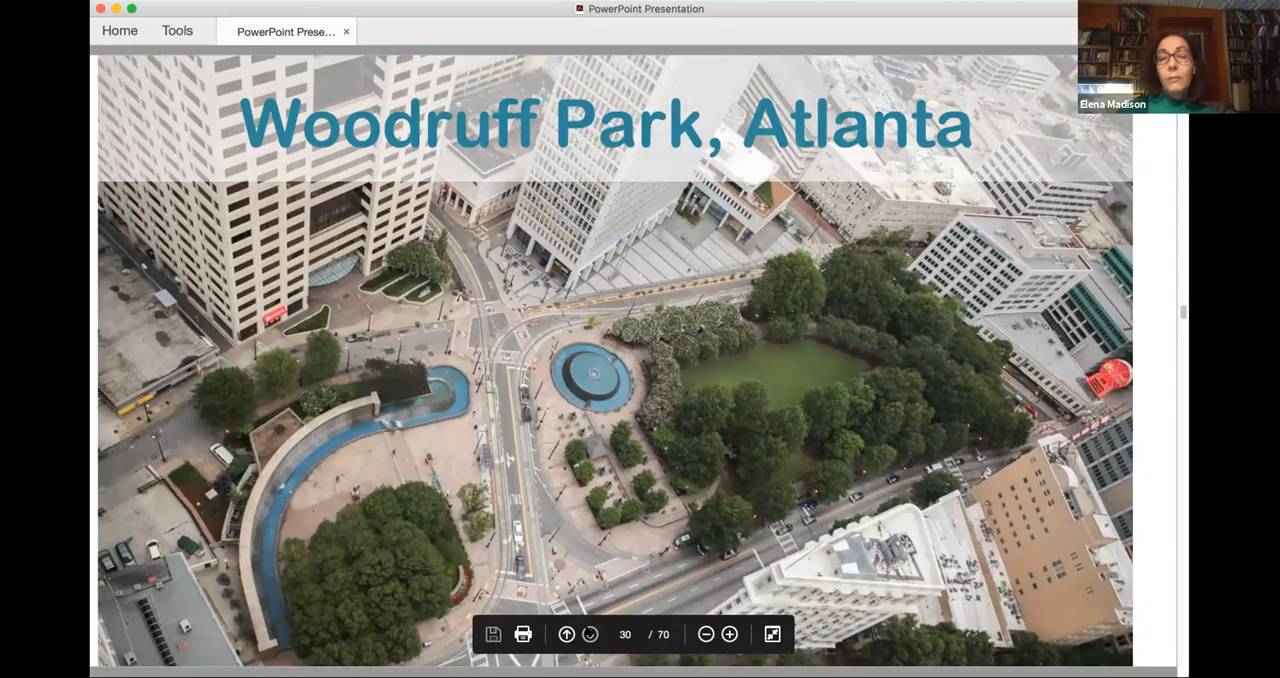 PowerPoint Presentation
Home Tools PowerPoint Prese... ×
Elena Madison
Woodruff Park, Atlanta
30 / 70